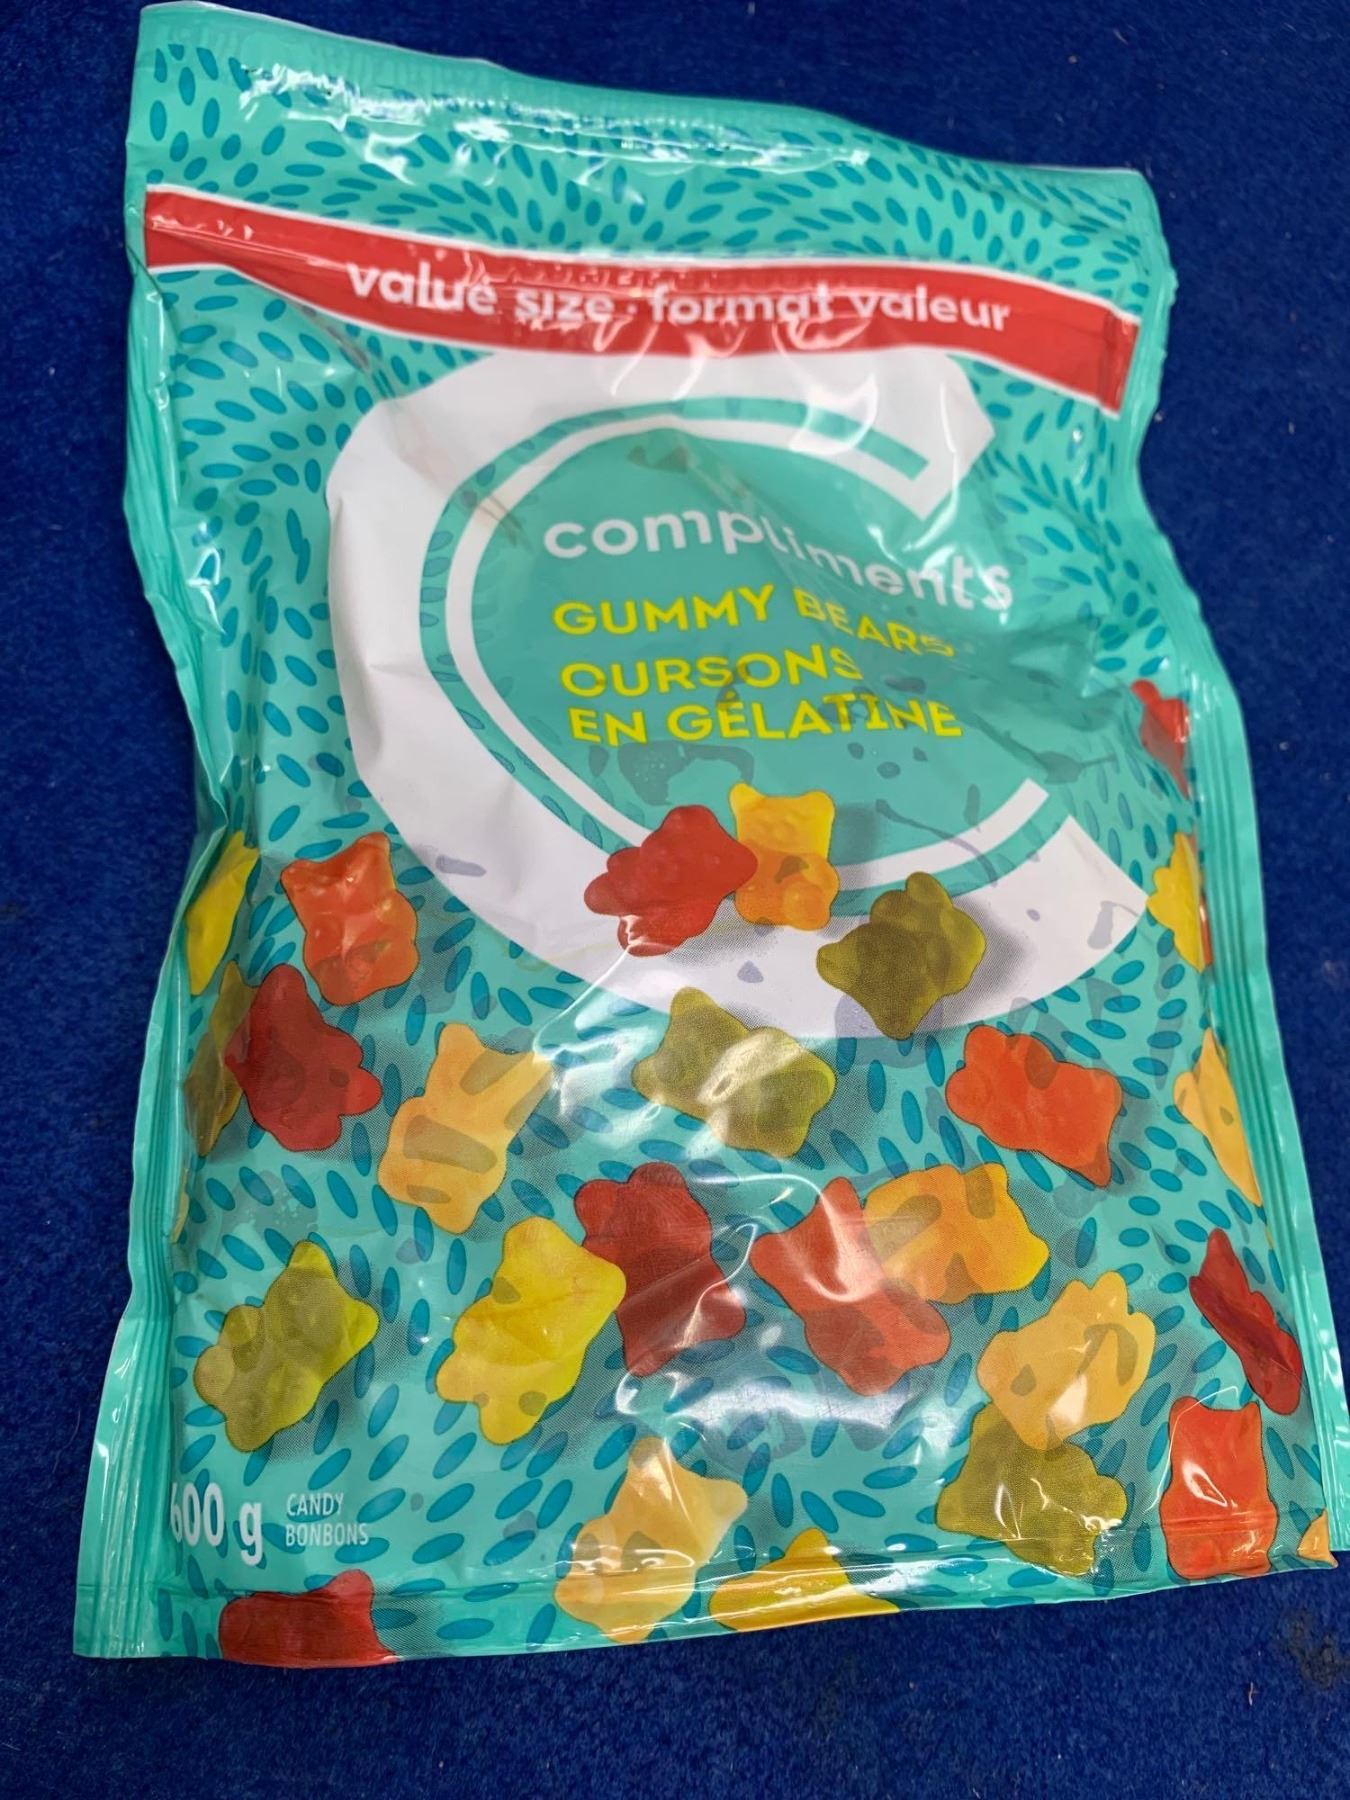 value size • format valeur
compliments
GUMMY BEARS
OURSONS
EN GÉLATINE
600 g
CANDY
BONBONS